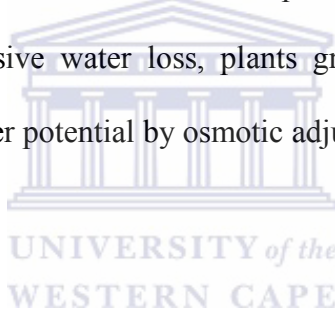 sive water loss, plants gr
er potential by osmotic adju
UNIVERSITY of the
WESTERN CAPE